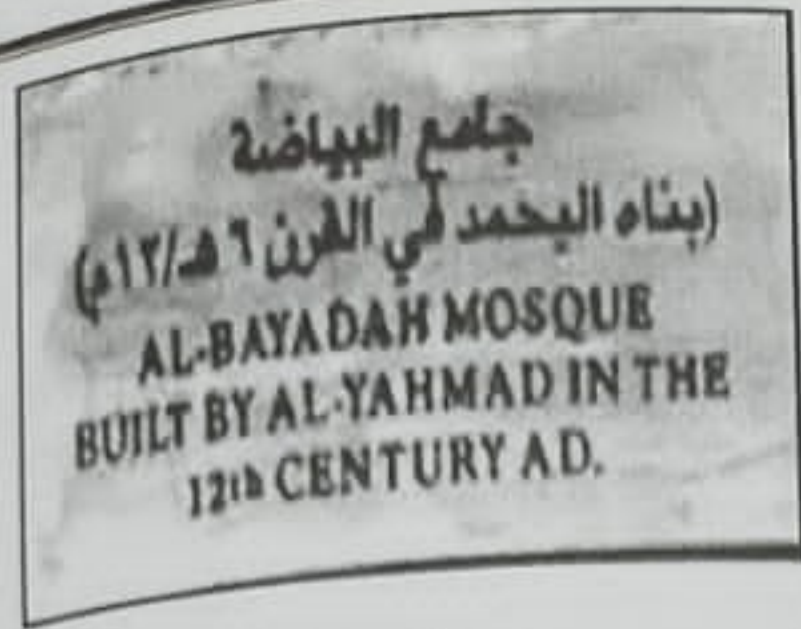 جامع البياضة
(بناه اليحمد في القرن ٦ هـ/١٢م)
AL-BAYADAH MOSQUE
BUILT BY AL-YAHMAD IN THE
12th CENTURY AD.